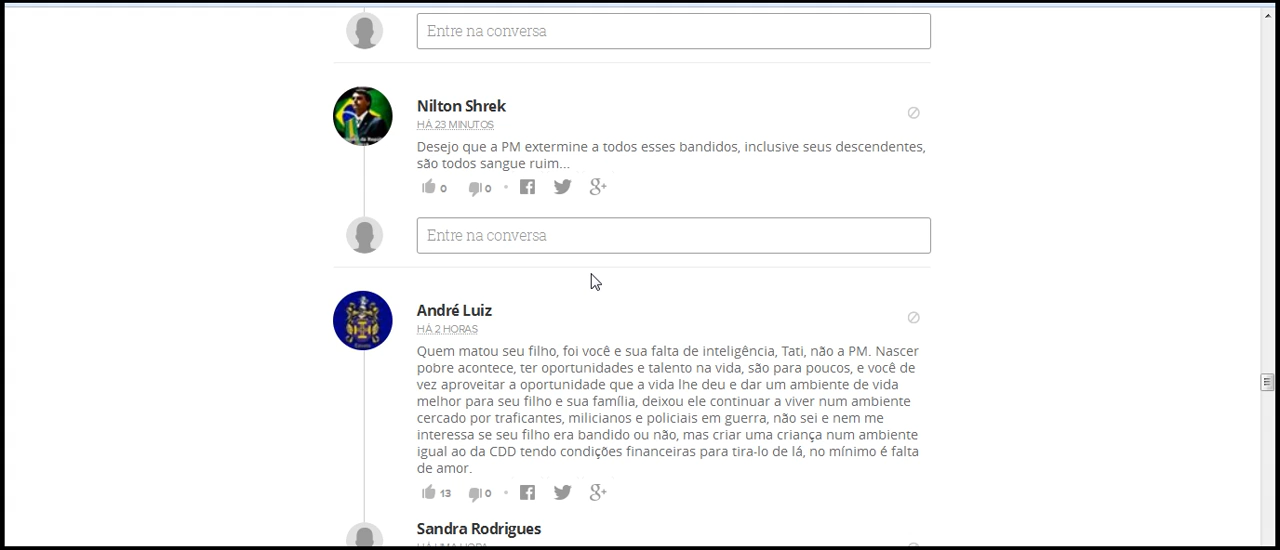 Entre na conversa
Nilton Shrek
HÁ 23 MINUTOS
Desejo que a PM extermine a todos esses bandidos, inclusive seus descendentes,
são todos sangue ruim...
0 0
Entre na conversa
André Luiz
HÁ 2 HORAS
Quem matou seu filho, foi você e sua falta de inteligência, Tati, não a PM. Nascer
pobre acontece, ter oportunidades e talento na vida, são para poucos, e você de
vez aproveitar a oportunidade que a vida lhe deu e dar um ambiente de vida
melhor para seu filho e sua família, deixou ele continuar a viver num ambiente
cercado por traficantes, milicianos e policiais em guerra, não sei e nem me
interessa se seu filho era bandido ou não, mas criar uma criança num ambiente
igual ao da CDD tendo condições financeiras para tira-lo de lá, no mínimo é falta
de amor.
13 0
Sandra Rodrigues